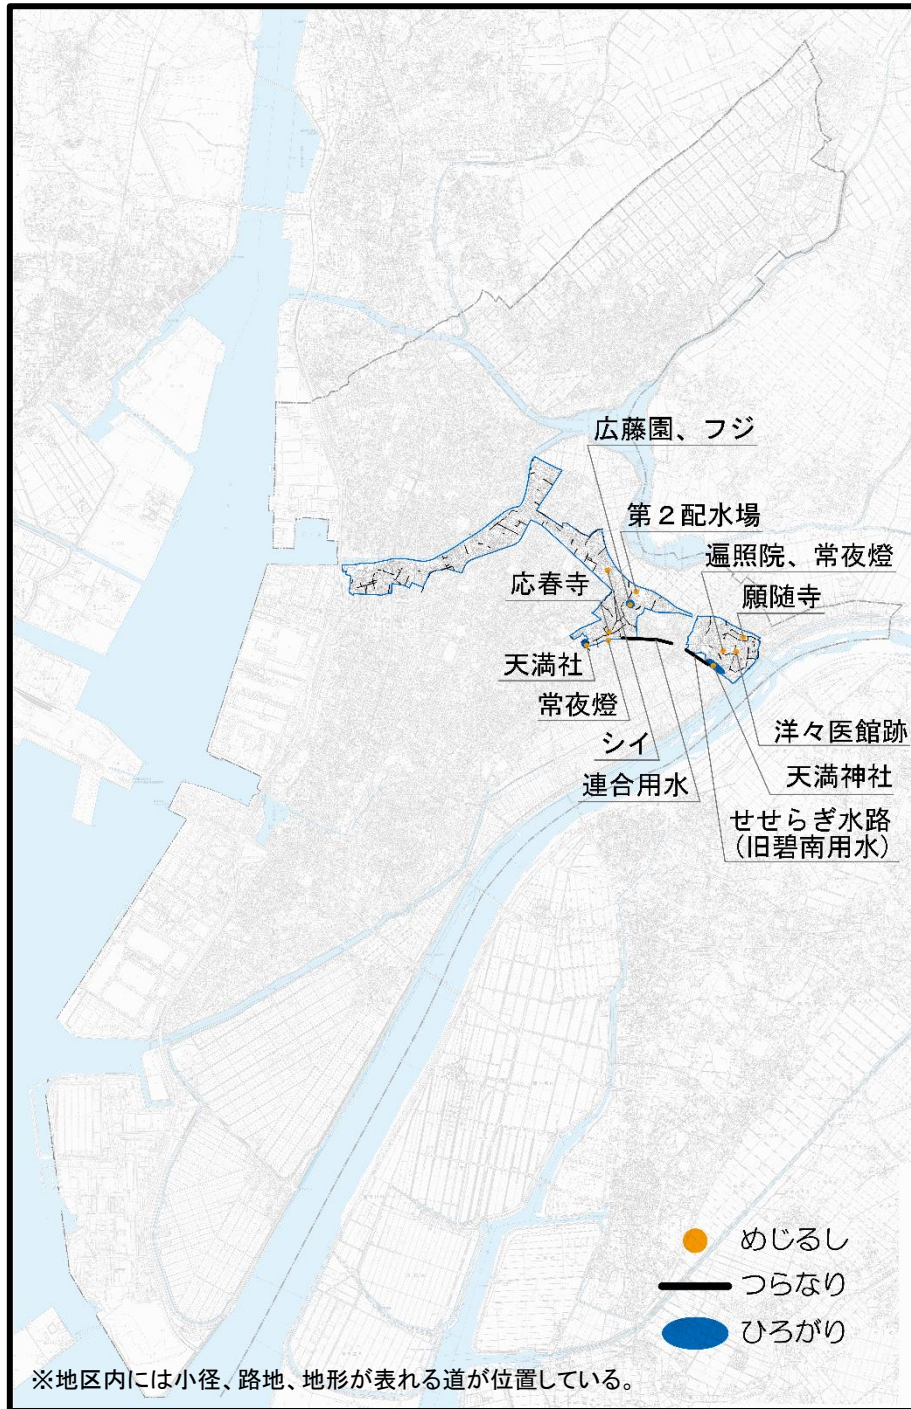 広藤園、フジ
第２配水場
遍照院、常夜燈
応春寺
願随寺
天満社
常夜燈
洋々医館跡
シイ
天満神社
連合用水
せせらぎ水路
(旧碧南用水)
めじるし
つらなり
ひろがり
※地区内には小径、路地、地形が表れる道が位置している。